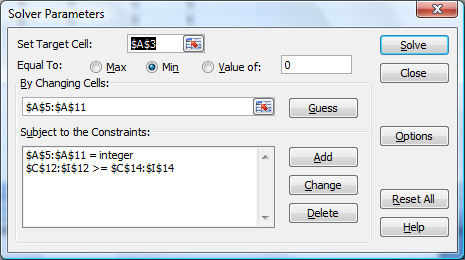 Solver Parameters
Set Target Cell: $A$3 Solve
Equal To: Max Min Value of: 0 Close
By Changing Cells:
$A$5:$A$11 Guess
Subject to the Constraints: Options
$A$5:$A$11 = integer Add
$C$12:$I$12 >= $C$14:$I$14
Change
Reset All
Delete
Help